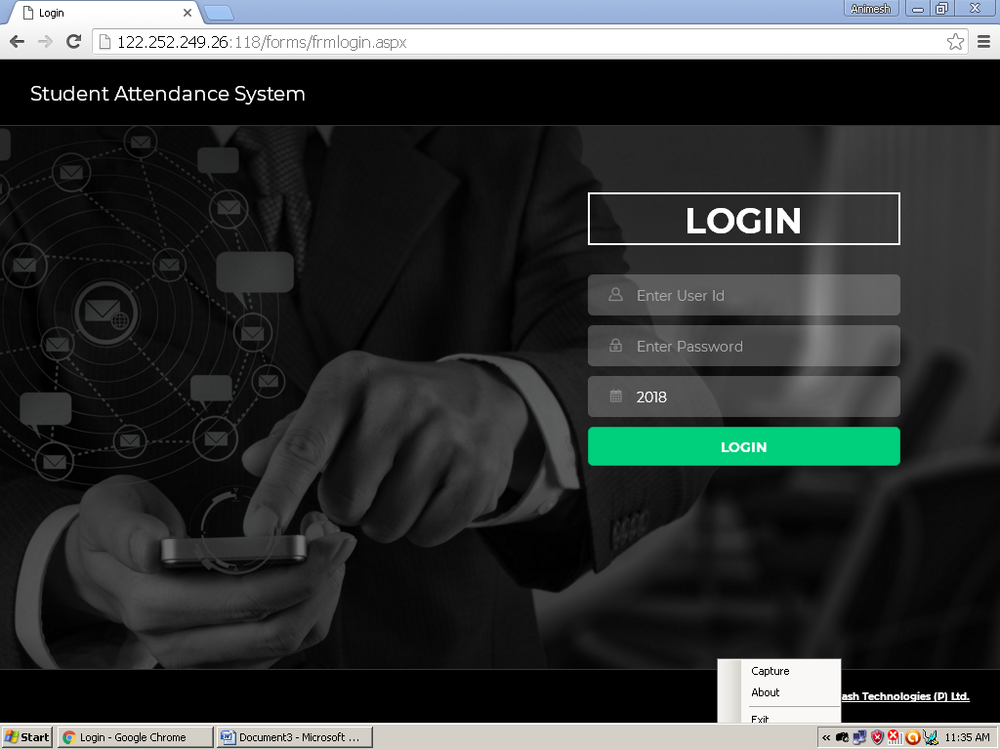 Login
Animesh
122.252.249.26:118/forms/frmlogin.aspx
Student Attendance System
LOGIN
Enter User Id
Enter Password
2018
LOGIN
Capture
About
Exit
Technologies (P) Ltd.
Start
Login - Google Chrome
Document3 - Microsoft ...
«
11:35 AM